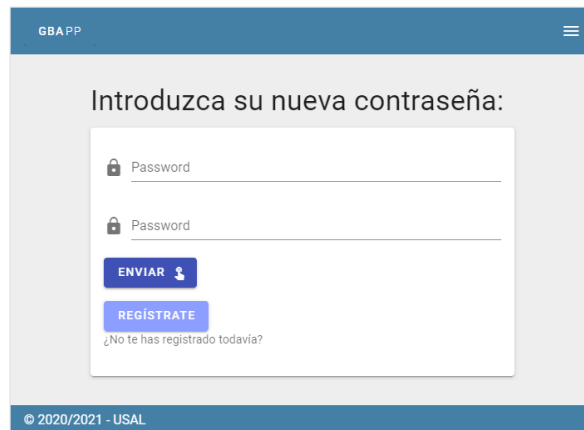 GBAPP
Introduzca su nueva contraseña:
Password
Password
ENVIAR
REGÍSTRATE
¿No te has registrado todavía?
© 2020/2021 - USAL